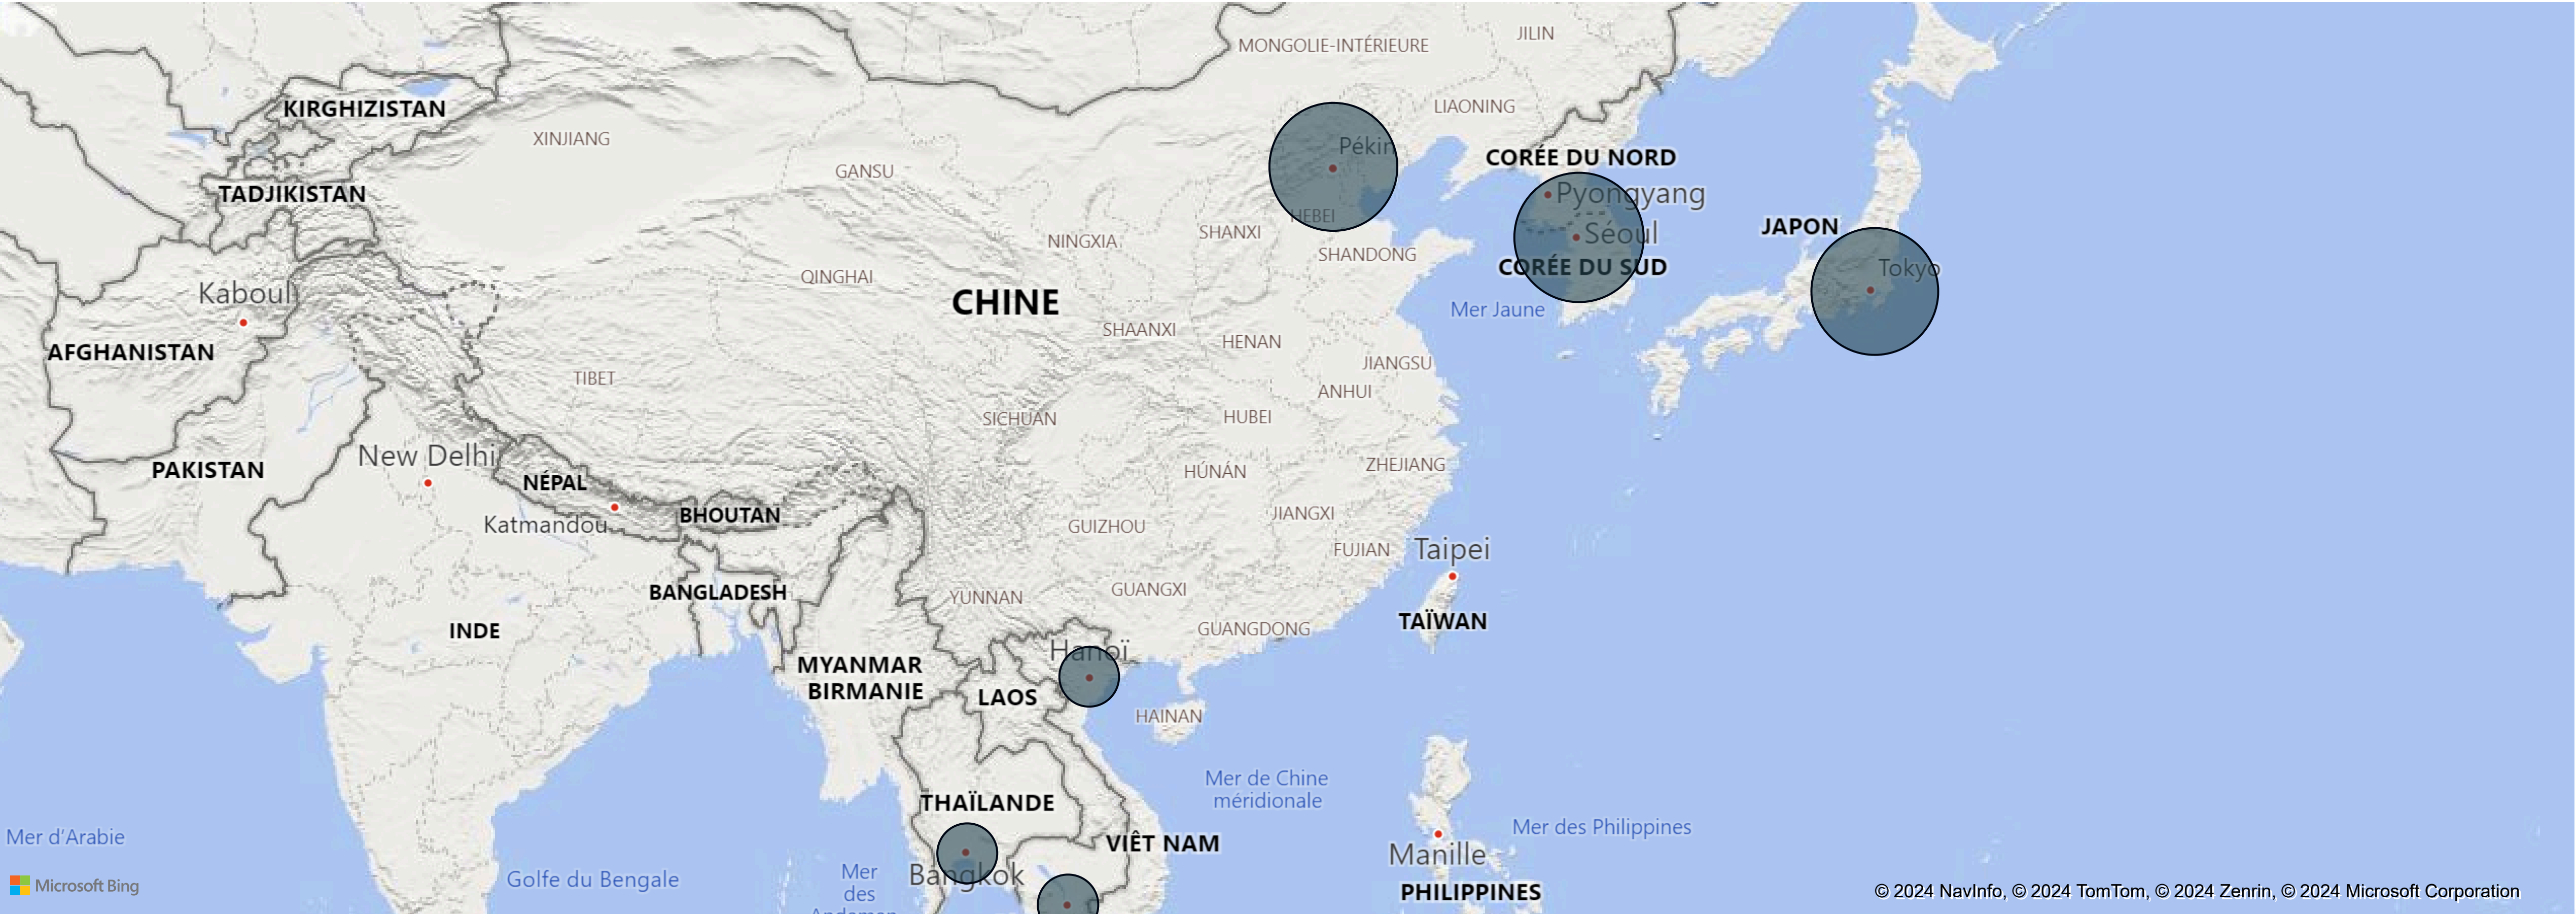 MONGOLIE-INTÉRIEURE
JILIN
KIRGHIZISTAN
LIAONING
XINJIANG
Pékin
CORÉE DU NORD
GANSU
TADJIKISTAN
Pyongyang
HEBEI
JAPON
SHANXI
Séoul
NINGXIA
SHANDONG
CORÉE DU SUD
Tokyo
QINGHAI
Kaboul
CHINE
Mer Jaune
SHAANXI
HENAN
AFGHANISTAN
JIANGSU
TIBET
ANHUI
SICHUAN
HUBEI
New Delhi
ZHEJIANG
PAKISTAN
HÚNÁN
NÉPAL
JIANGXI
BHOUTAN
Katmandou
GUIZHOU
FUJIAN
Taipei
GUANGXI
BANGLADESH
YUNNAN
TAÏWAN
GUANGDONG
INDE
Hanoï
MYANMAR
BIRMANIE
LAOS
HAINAN
Mer de Chine
méridionale
THAÏLANDE
Mer des Philippines
Mer d'Arabie
VIÊT NAM
Manille
Bangkok
Golfe du Bengale
Mer
des
Andaman
PHILIPPINES
Microsoft Bing
© 2024 NavInfo, © 2024 TomTom, © 2024 Zenrin, © 2024 Microsoft Corporation